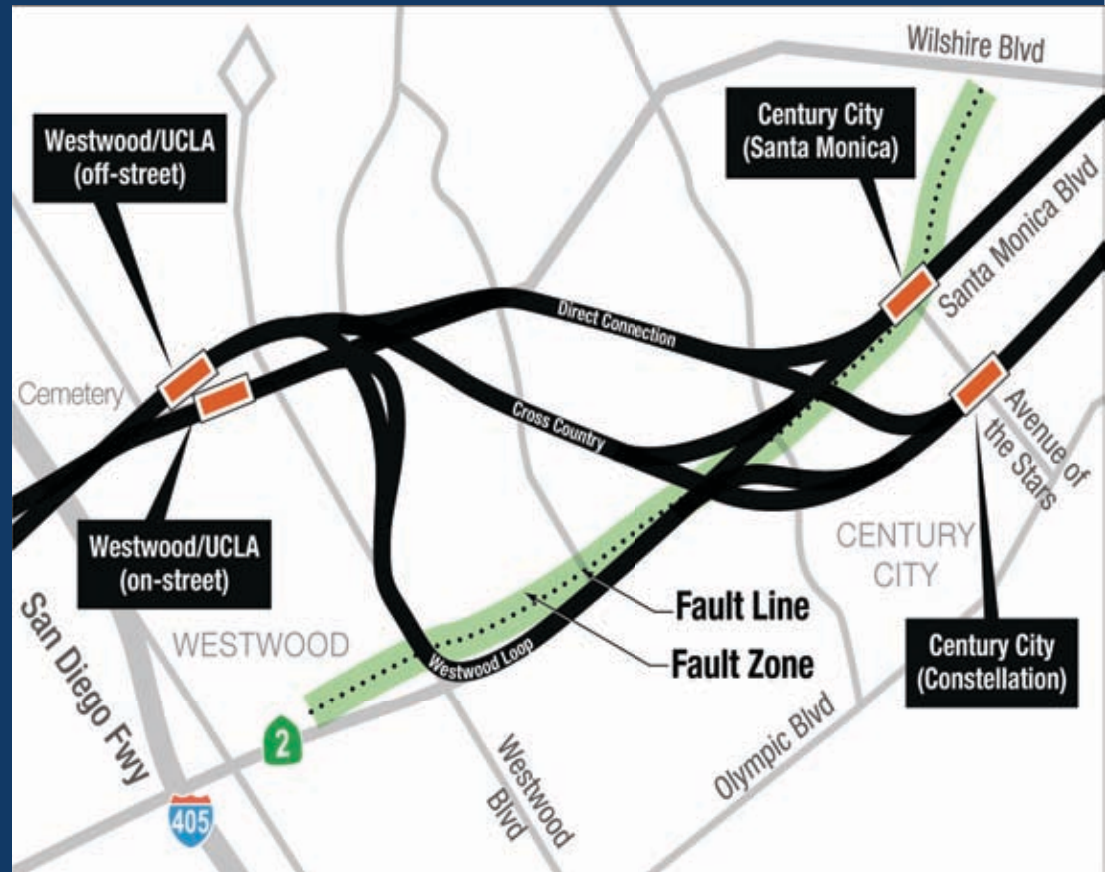 Wilshire Blvd
Century City
(Santa Monica)
Westwood/UCLA
(off-street)
Santa Monica Blvd
Direct Connection
Cemetery
Cross Country
Avenue of
the Stars
Westwood/UCLA
(on-street)
CENTURY
CITY
Fault Line
San Diego Fwy
WESTWOOD
Westwood Loop
Fault Zone
Century City
(Constellation)
2
Westwood
Blvd
Olympic Blvd
405